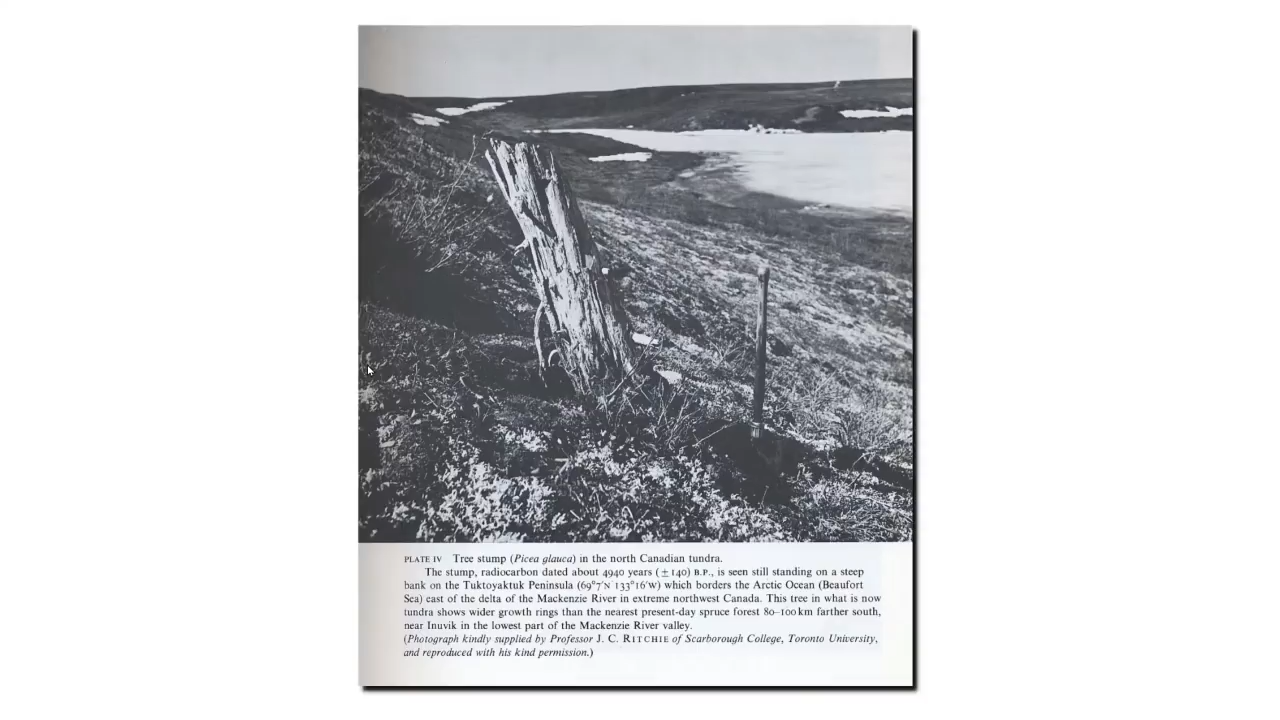 PLATE IV Tree stump (Picea glauca) in the north Canadian tundra.
The stump, radiocarbon dated about 4940 years (±140) B.P., is seen still standing on a steep
bank on the Tuktoyaktuk Peninsula (69°7′N 133°16′W) which borders the Arctic Ocean (Beaufort
Sea) east of the delta of the Mackenzie River in extreme northwest Canada. This tree in what is now
tundra shows wider growth rings than the nearest present-day spruce forest 80–100km farther south,
near Inuvik in the lowest part of the Mackenzie River valley.
(Photograph kindly supplied by Professor J. C. RITCHIE of Scarborough College, Toronto University,
and reproduced with his kind permission.)